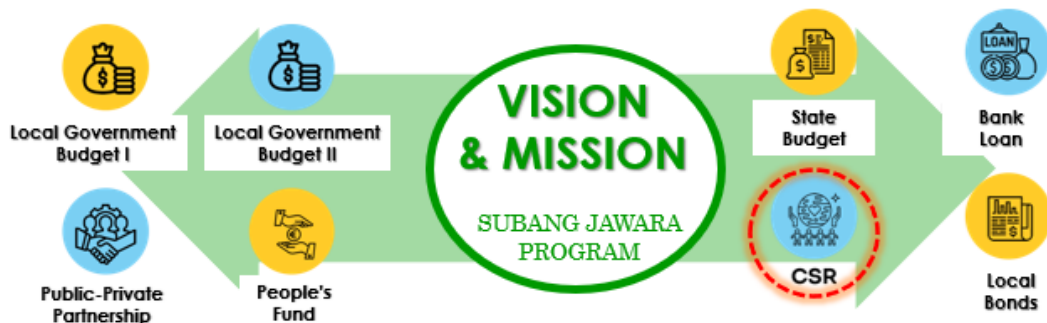 Local Government
Budget I
Local Government
Budget II
Public-Private
Partnership
People's
Fund
VISION
& MISSION
SUBANG JAWARA
PROGRAM
State
Budget
CSR
LOAN
Bank
Loan
Local
Bonds